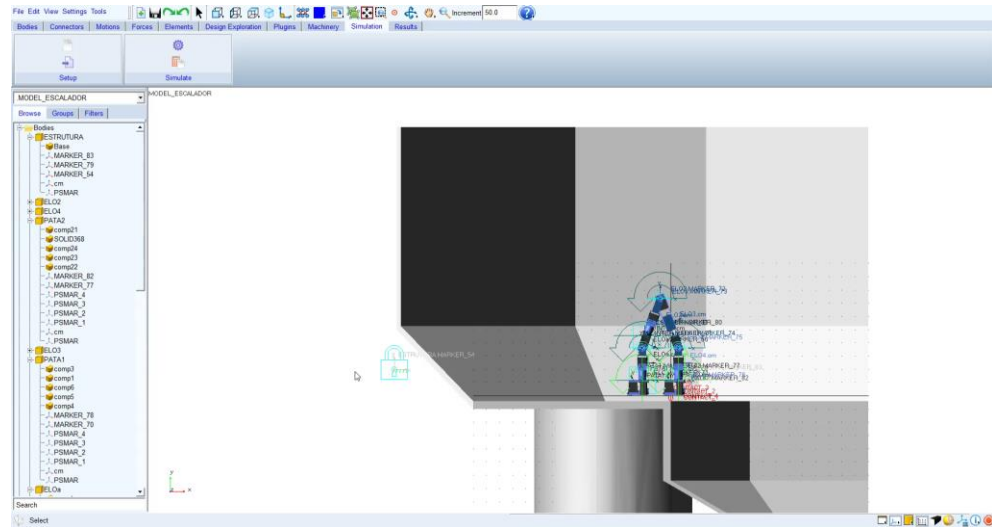 File Edit View Settings Tools
Increment 50.0
Bodies Connectors Motions Forces Elements Design Exploration Plugins Machinery Simulation Results
Setup Simulate
MODEL_ESCALADOR
MODEL_ESCALADOR
Browse Groups Filters
Bodies
ESTRUTURA
Base
MARKER_83
MARKER_79
MARKER_54
cm
PSMAR
ELO2
ELO4
PATA2
comp21
SOLID368
comp24
comp23
comp22
MARKER_82
MARKER_77
PSMAR_4
PSMAR_3
PSMAR_2
PSMAR_1
cm
PSMAR
ELO3
PATA1
comp3
comp1
comp6
comp5
comp4
MARKER_78
MARKER_70
PSMAR_4
PSMAR_3
PSMAR_2
PSMAR_1
cm
PSMAR
ELOa
Search
Select
ESTRUTURA.MARKER_54
y
x